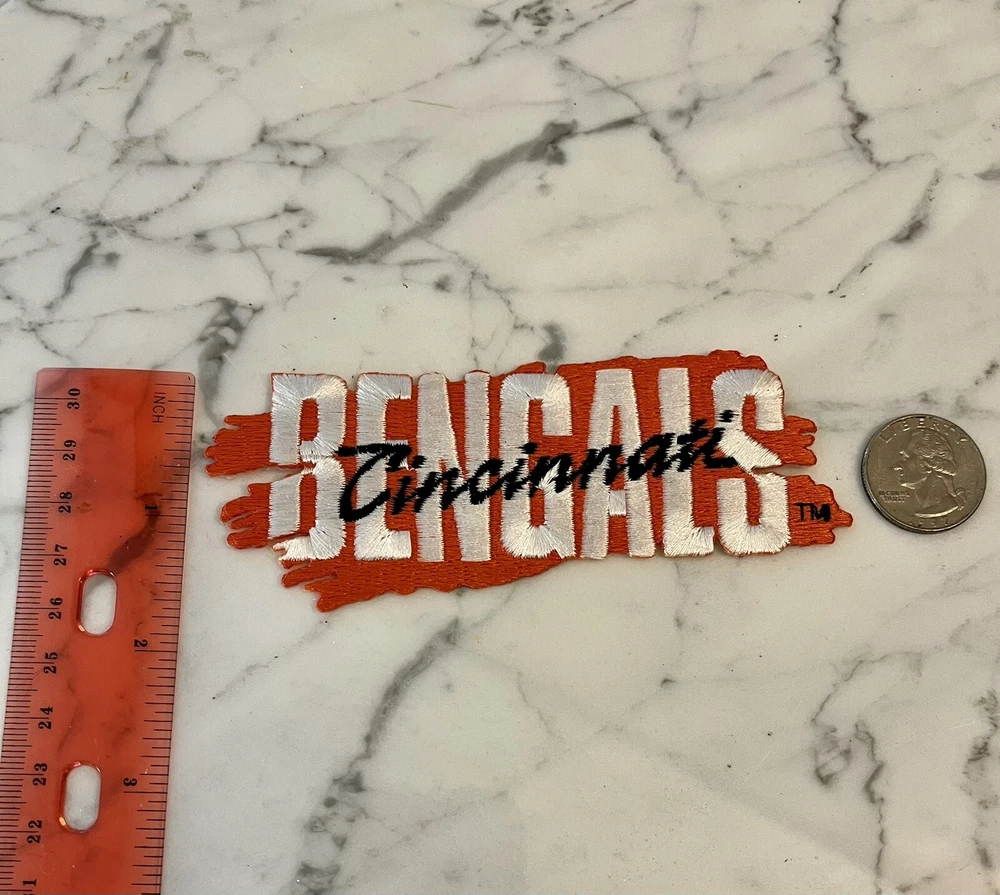 BENGALS
Cincinnati
TM
INCH
30
29
28
1
27
26
2
25
24
23
3
22
LIBERTY